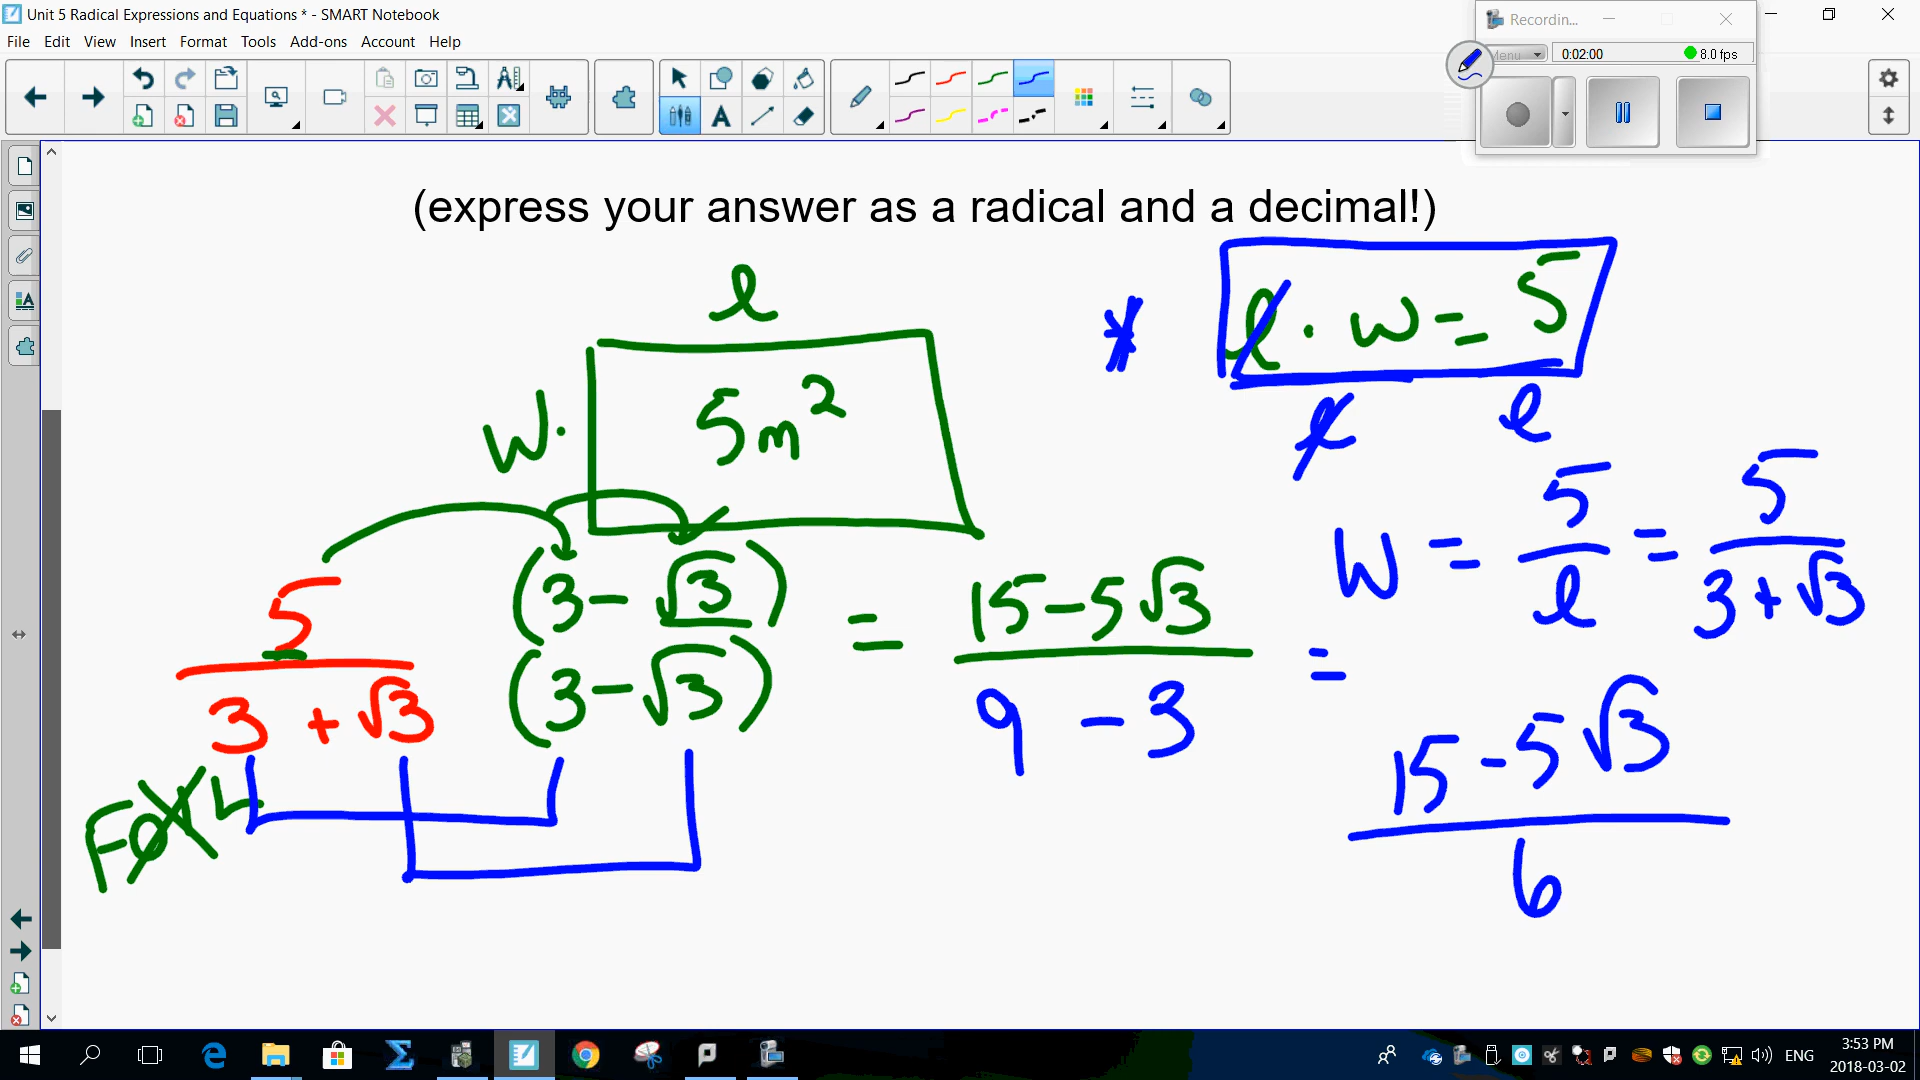 Unit 5 Radical Expressions and Equations * - SMART Notebook
File Edit View Insert Format Tools Add-ons Account Help
Recordin...
Menu
0:02:00
8.0 fps
(express your answer as a radical and a decimal!)
l
W.
5m²
* l · w = 5
l l
W = 5/l = 5/(3 + √3)
5/(3 + √3) (3 - √3)/(3 - √3) = (15 - 5√3)/(9 - 3) =
(15 - 5√3)/6
FOIL
ENG
3:53 PM
2018-03-02